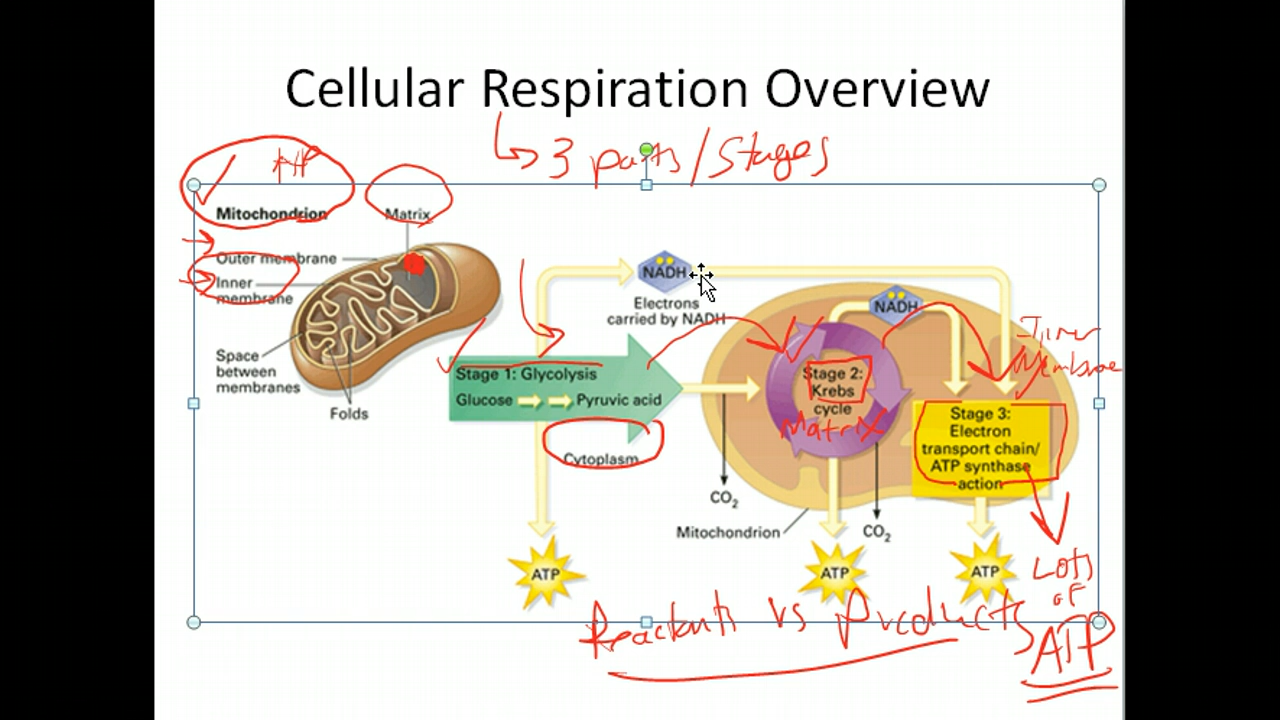 Cellular Respiration Overview
3 parts/Stages
ATP
Mitochondrion
Matrix
Outer membrane
Inner
membrane
Space
between
membranes
Folds
NADH
Electrons
carried by NADH
Stage 1: Glycolysis
Glucose
Pyruvic acid
Cytoplasm
NADH
Stage 2:
Krebs
cycle
Matrix
Inner
Membrane
Stage 3:
Electron
transport chain/
ATP synthase
action
CO2
Mitochondrion
CO2
ATP
ATP
ATP
Lots
of
ATP
Reactants vs Products